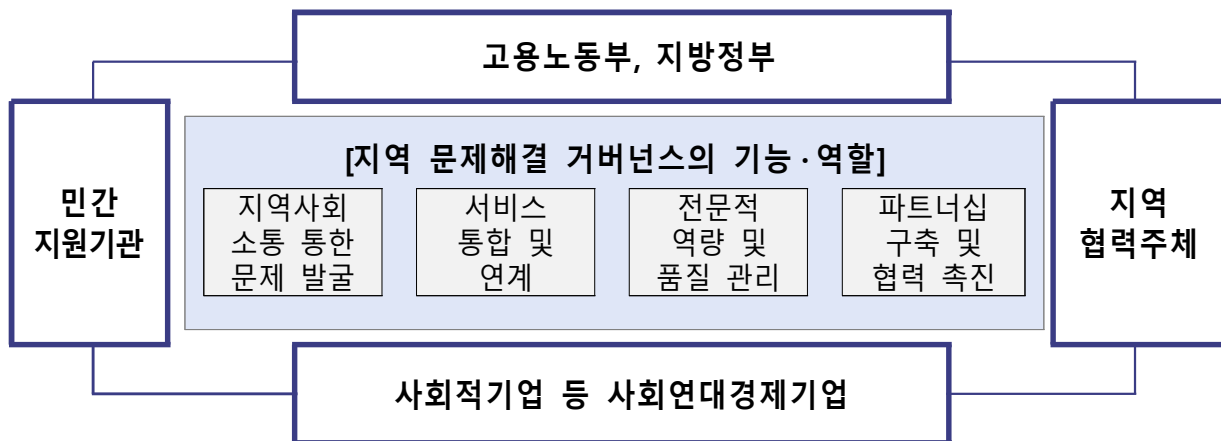 고용노동부, 지방정부
민간
지원기관
[지역 문제해결 거버넌스의 기능·역할]
지역사회
소통 통한
문제 발굴
서비스
통합 및
연계
전문적
역량 및
품질 관리
파트너십
구축 및
협력 촉진
지역
협력주체
사회적기업 등 사회연대경제기업